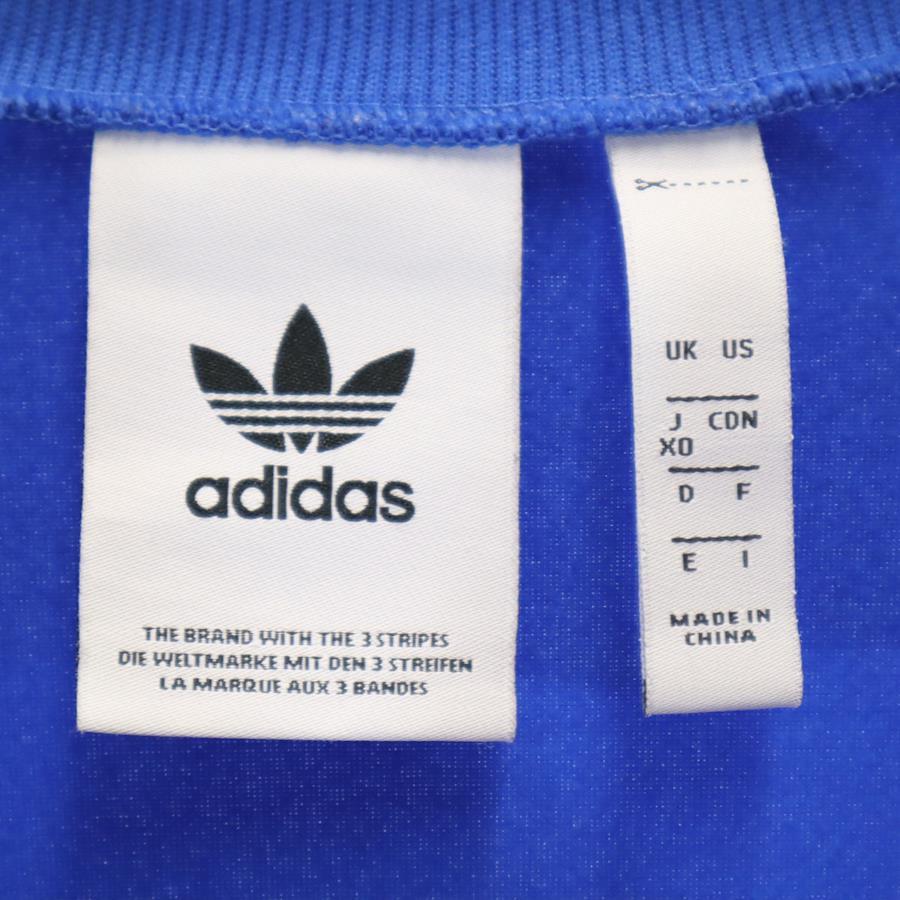 adidas
THE BRAND WITH THE 3 STRIPES
DIE WELTMARKE MIT DEN 3 STREIFEN
LA MARQUE AUX 3 BANDES
UK US
J CDN
XO
D F
E I
MADE IN
CHINA